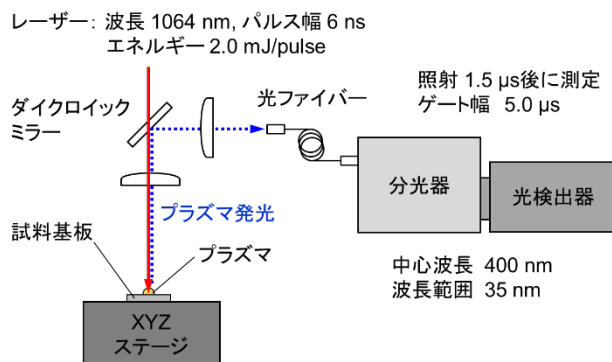 レーザー： 波長 1064 nm, パルス幅 6 ns
エネルギー 2.0 mJ/pulse
ダイクロイック
ミラー
光ファイバー
照射 1.5 μs後に測定
ゲート幅 5.0 μs
分光器
光検出器
プラズマ発光
試料基板
プラズマ
中心波長 400 nm
波長範囲 35 nm
XYZ
ステージ